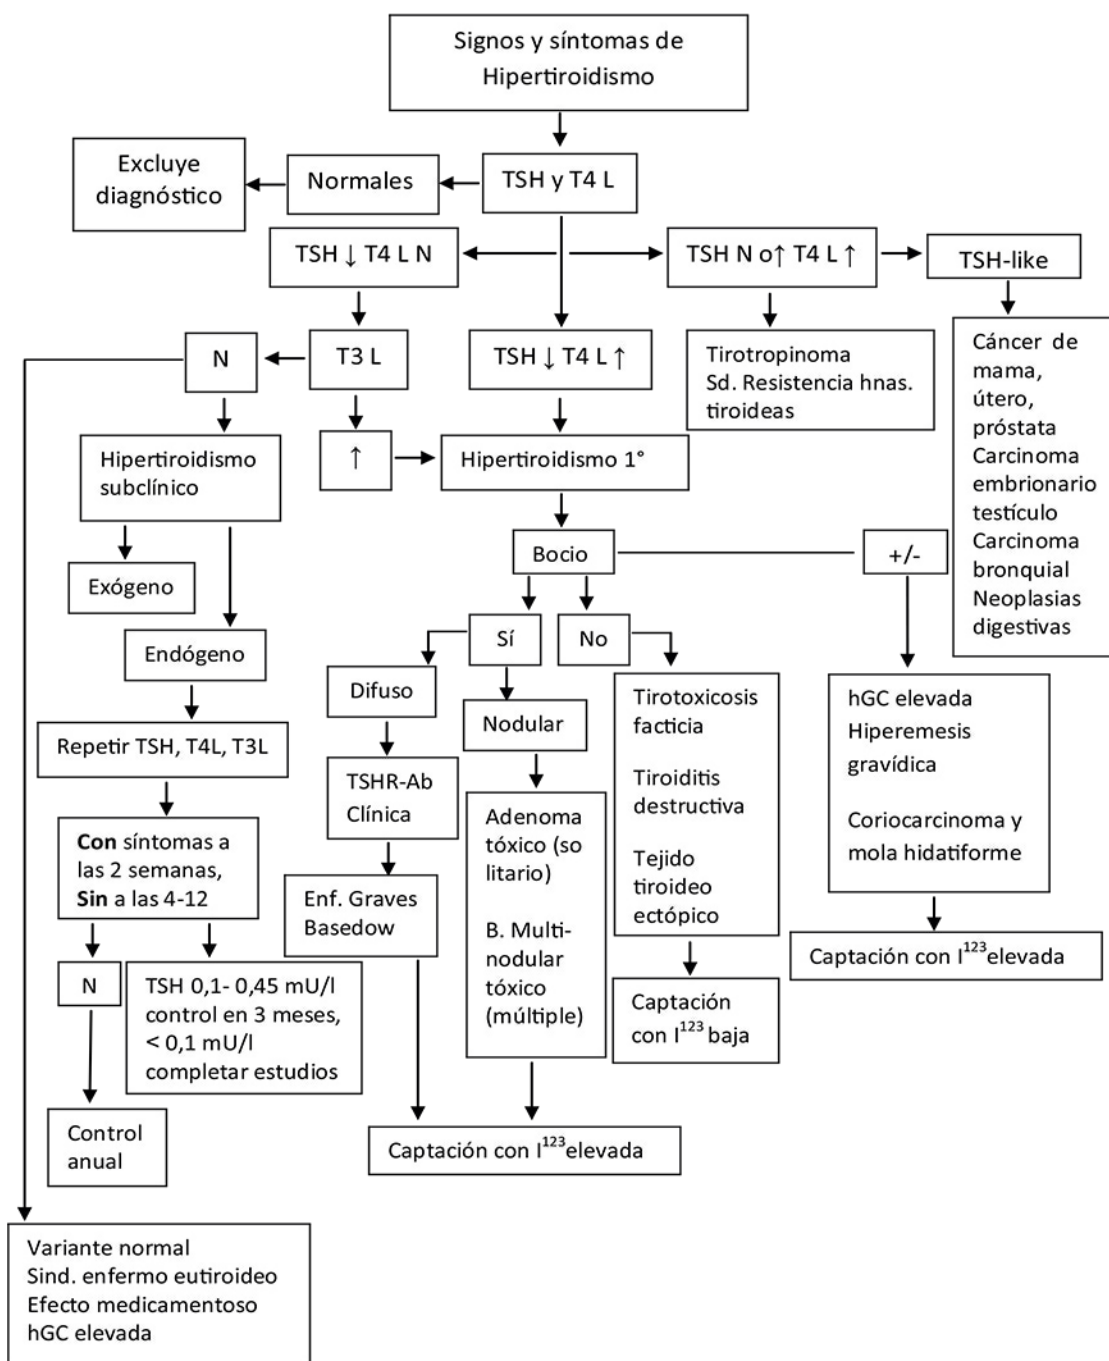 Signos y síntomas de
Hipertiroidismo
Excluye
diagnóstico
Normales
TSH y T4 L
TSH ↓ T4 L N
TSH N o↑ T4 L ↑
TSH-like
N
T3 L
TSH ↓ T4 L ↑
Tirotropinoma
Sd. Resistencia hnas.
tiroideas
Cáncer de
mama,
útero,
próstata
Carcinoma
embrionario
testículo
Carcinoma
bronquial
Neoplasias
digestivas
Hipertiroidismo
subclínico
↑
Hipertiroidismo 1°
Bocio
+/-
Exógeno
Endógeno
Sí
No
Difuso
Nodular
Tirotoxicosis
facticia
Tiroiditis
destructiva
Tejido
tiroideo
ectópico
hGC elevada
Hiperemesis
gravídica
Coriocarcinoma y
mola hidatiforme
Repetir TSH, T4L, T3L
TSHR-Ab
Clínica
Adenoma
tóxico (so
litario)
B. Multi-
nodular
tóxico
(múltiple)
Con síntomas a
las 2 semanas,
Sin a las 4-12
Enf. Graves
Basedow
Captación con I¹²³elevada
N
TSH 0,1- 0,45 mU/l
control en 3 meses,
< 0,1 mU/l
completar estudios
Captación
con I¹²³ baja
Control
anual
Captación con I¹²³elevada
Variante normal
Sind. enfermo eutiroideo
Efecto medicamentoso
hGC elevada